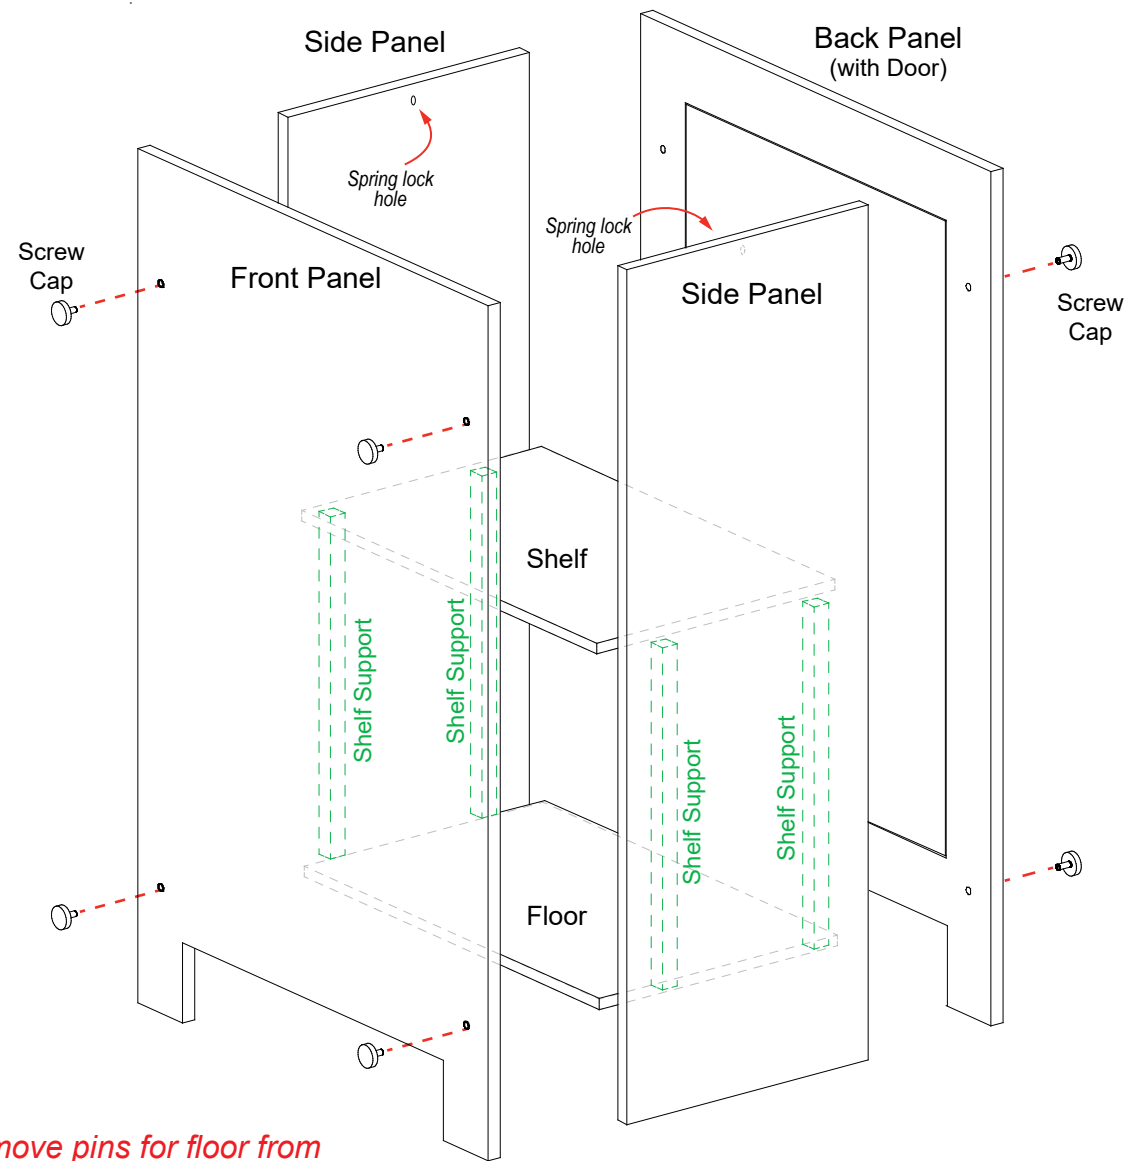 Side Panel
Back Panel
(with Door)
Spring lock
hole
Spring lock
hole
Screw
Cap
Front Panel
Side Panel
Screw
Cap
Shelf
Shelf Support
Shelf Support
Shelf Support
Shelf Support
Floor
move pins for floor from